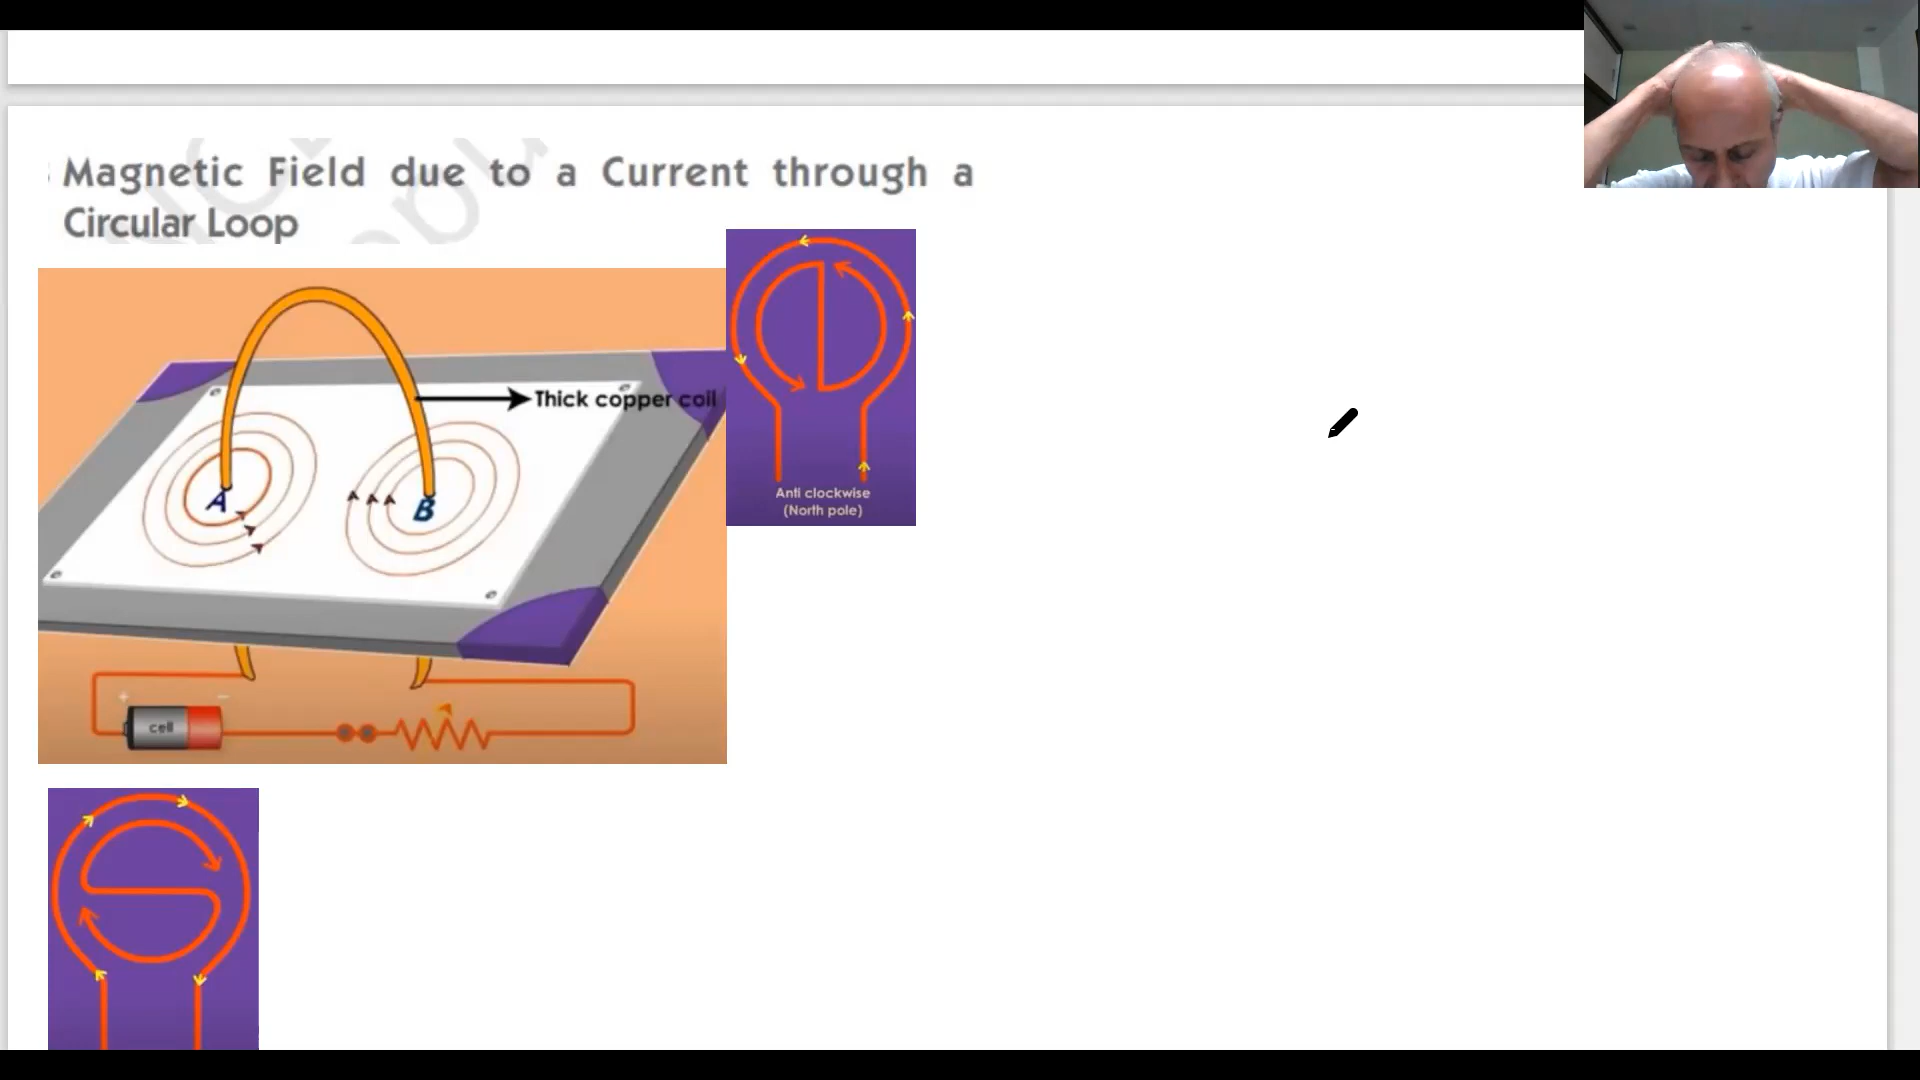 Magnetic Field due to a Current through a
Circular Loop
Thick copper coil
A
B
+ −
cell
Anti clockwise
(North pole)